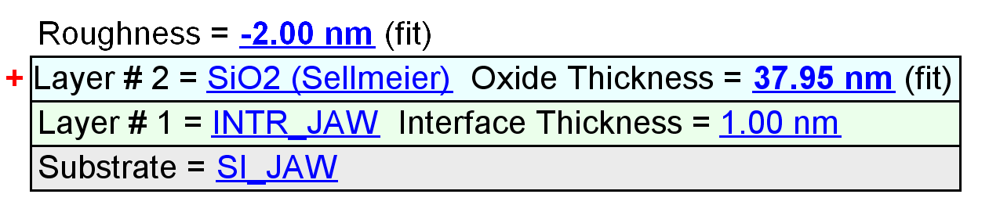 Roughness = -2.00 nm (fit)
+ Layer # 2 = SiO2 (Sellmeier) Oxide Thickness = 37.95 nm (fit)
Layer # 1 = INTR_JAW Interface Thickness = 1.00 nm
Substrate = SI_JAW